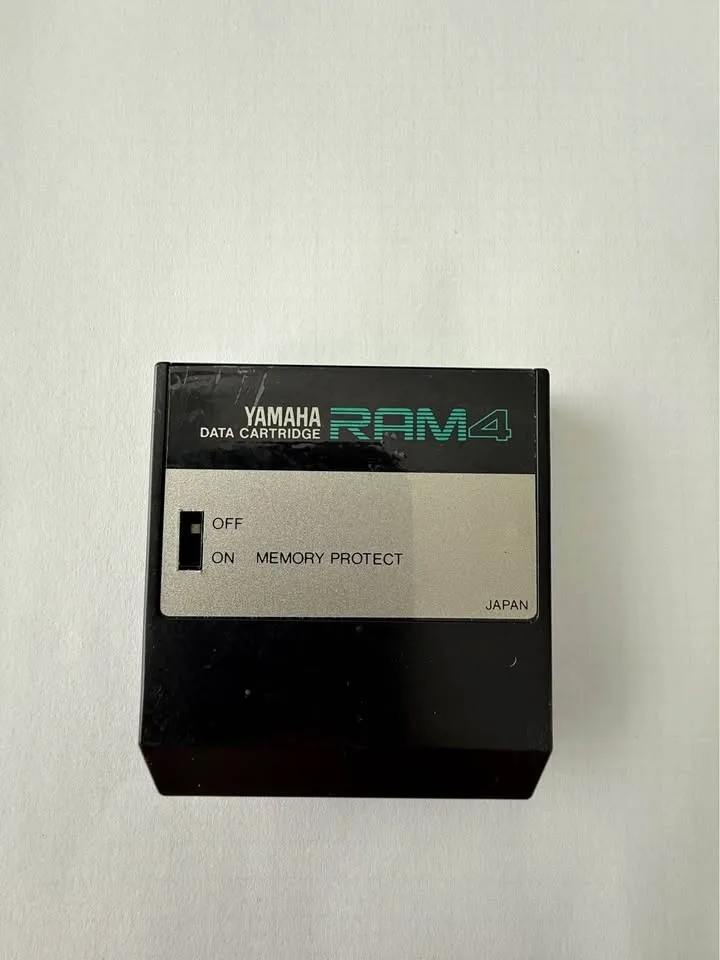 YAMAHA RAM4
DATA CARTRIDGE
OFF
ON MEMORY PROTECT
JAPAN